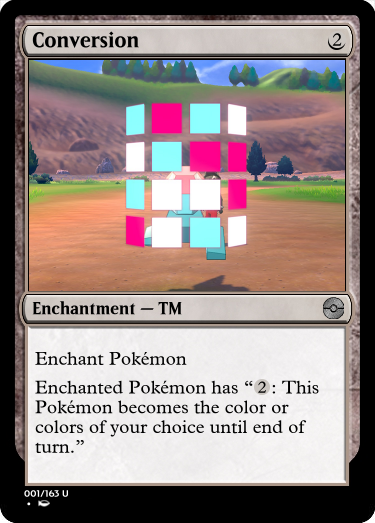 Conversion 2
Enchantment — TM
Enchant Pokémon
Enchanted Pokémon has “2: This
Pokémon becomes the color or
colors of your choice until end of
turn.”
001/163 U